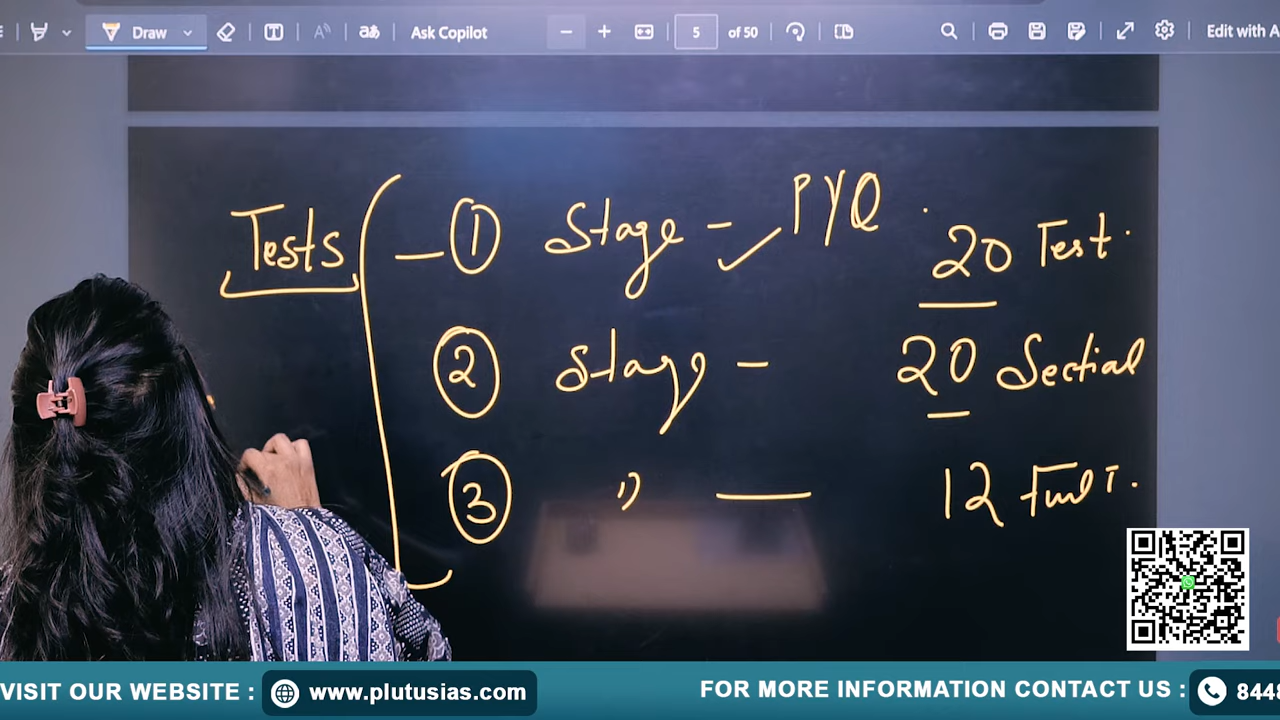 Draw Ask Copilot 5 of 50 Edit with A
Tests
1 Stage - PYQ 20 Test.
2 Stage - 20 Sectial
3 " — 12 Full T.
VISIT OUR WEBSITE : www.plutusias.com
FOR MORE INFORMATION CONTACT US : 8448